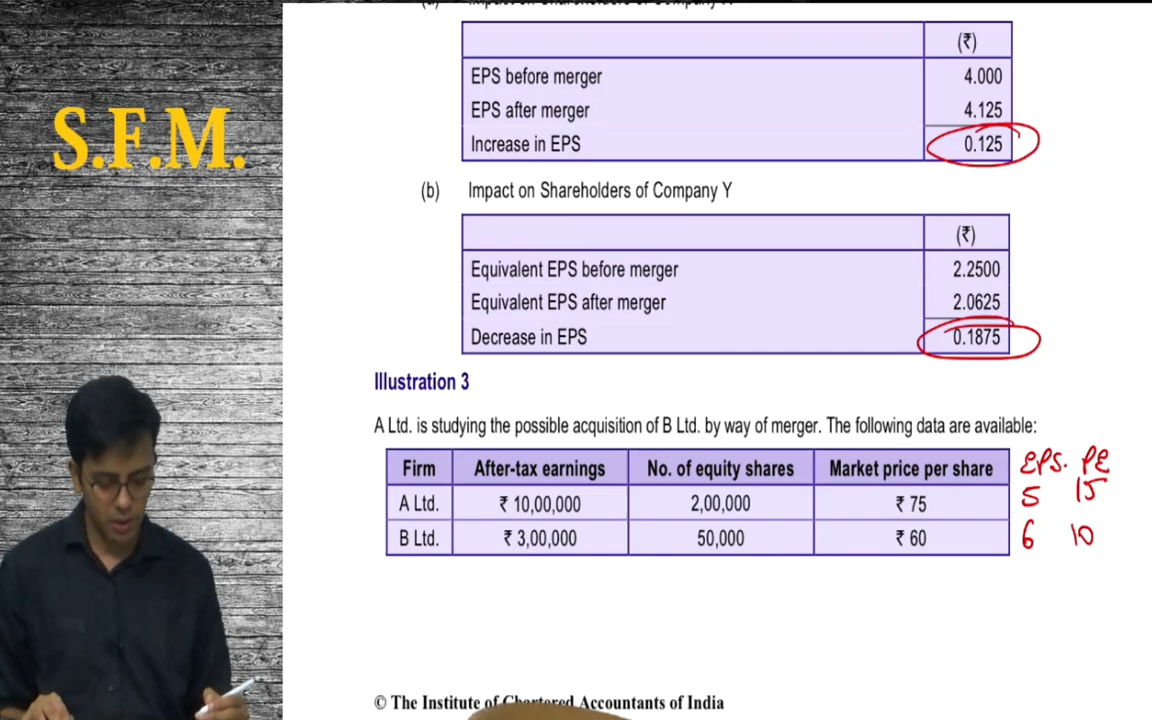 S.F.M.
(a) Impact on Shareholders of Company X
(₹)
EPS before merger 4.000
EPS after merger 4.125
Increase in EPS 0.125
(b) Impact on Shareholders of Company Y
(₹)
Equivalent EPS before merger 2.2500
Equivalent EPS after merger 2.0625
Decrease in EPS 0.1875
Illustration 3
A Ltd. is studying the possible acquisition of B Ltd. by way of merger. The following data are available:
Firm After-tax earnings No. of equity shares Market price per share EPS. PE
A Ltd. ₹ 10,00,000 2,00,000 ₹ 75 5 15
B Ltd. ₹ 3,00,000 50,000 ₹ 60 6 10
© The Institute of Chartered Accountants of India